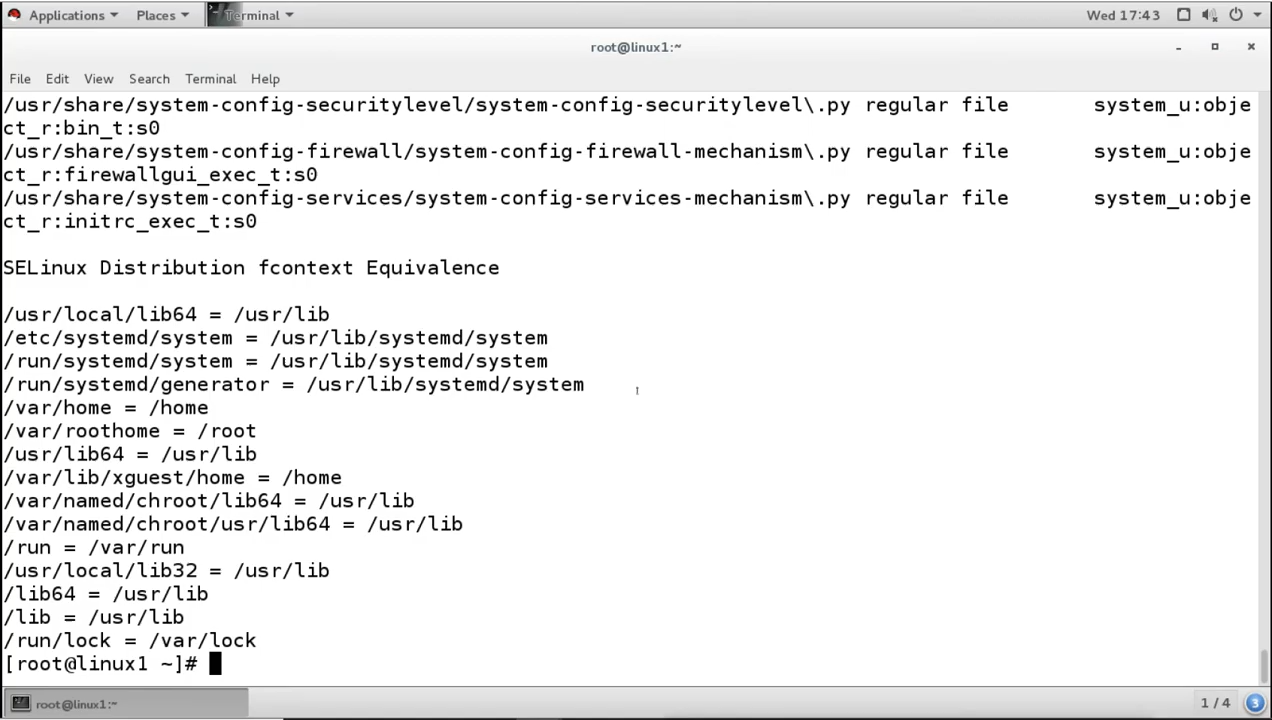 Applications Places Terminal Wed 17:43
root@linux1:~
File Edit View Search Terminal Help
/usr/share/system-config-securitylevel/system-config-securitylevel\.py regular file       system_u:obje
ct_r:bin_t:s0
/usr/share/system-config-firewall/system-config-firewall-mechanism\.py regular file       system_u:obje
ct_r:firewallgui_exec_t:s0
/usr/share/system-config-services/system-config-services-mechanism\.py regular file       system_u:obje
ct_r:initrc_exec_t:s0
SELinux Distribution fcontext Equivalence
/usr/local/lib64 = /usr/lib
/etc/systemd/system = /usr/lib/systemd/system
/run/systemd/system = /usr/lib/systemd/system
/run/systemd/generator = /usr/lib/systemd/system
/var/home = /home
/var/roothome = /root
/usr/lib64 = /usr/lib
/var/lib/xguest/home = /home
/var/named/chroot/lib64 = /usr/lib
/var/named/chroot/usr/lib64 = /usr/lib
/run = /var/run
/usr/local/lib32 = /usr/lib
/lib64 = /usr/lib
/lib = /usr/lib
/run/lock = /var/lock
[root@linux1 ~]#
root@linux1:~ 1 / 4 3